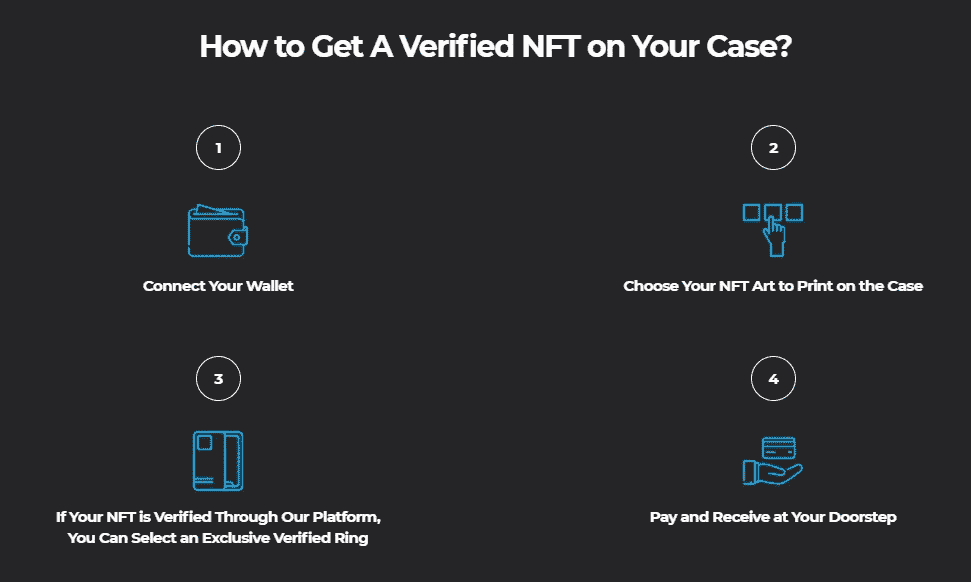 How to Get A Verified NFT on Your Case?
1
2
Connect Your Wallet
Choose Your NFT Art to Print on the Case
3
4
If Your NFT is Verified Through Our Platform,
You Can Select an Exclusive Verified Ring
Pay and Receive at Your Doorstep